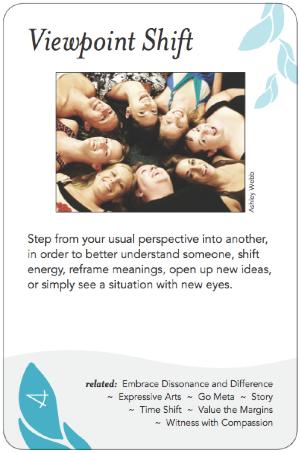 Viewpoint Shift
Ashley Webb
Step from your usual perspective into another,
in order to better understand someone, shift
energy, reframe meanings, open up new ideas,
or simply see a situation with new eyes.
related: Embrace Dissonance and Difference
~ Expressive Arts ~ Go Meta ~ Story
~ Time Shift ~ Value the Margins
~ Witness with Compassion